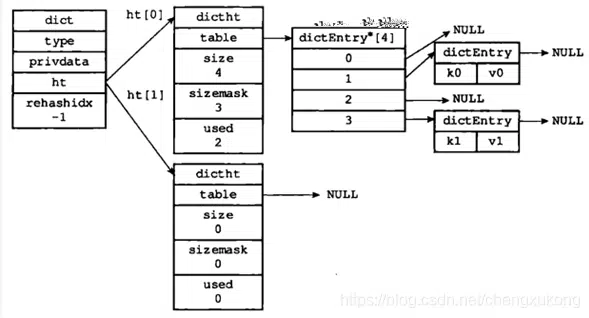 dict
type
privdata
ht
rehashidx
-1
ht[0]
ht[1]
dictht
table
size
4
sizemask
3
used
2
dictEntry*[4]
0
1
2
3
NULL
dictEntry
k0 v0
NULL
NULL
dictEntry
k1 v1
NULL
dictht
table
size
0
sizemask
0
used
0
NULL
https://blog.csdn.net/chengxukong